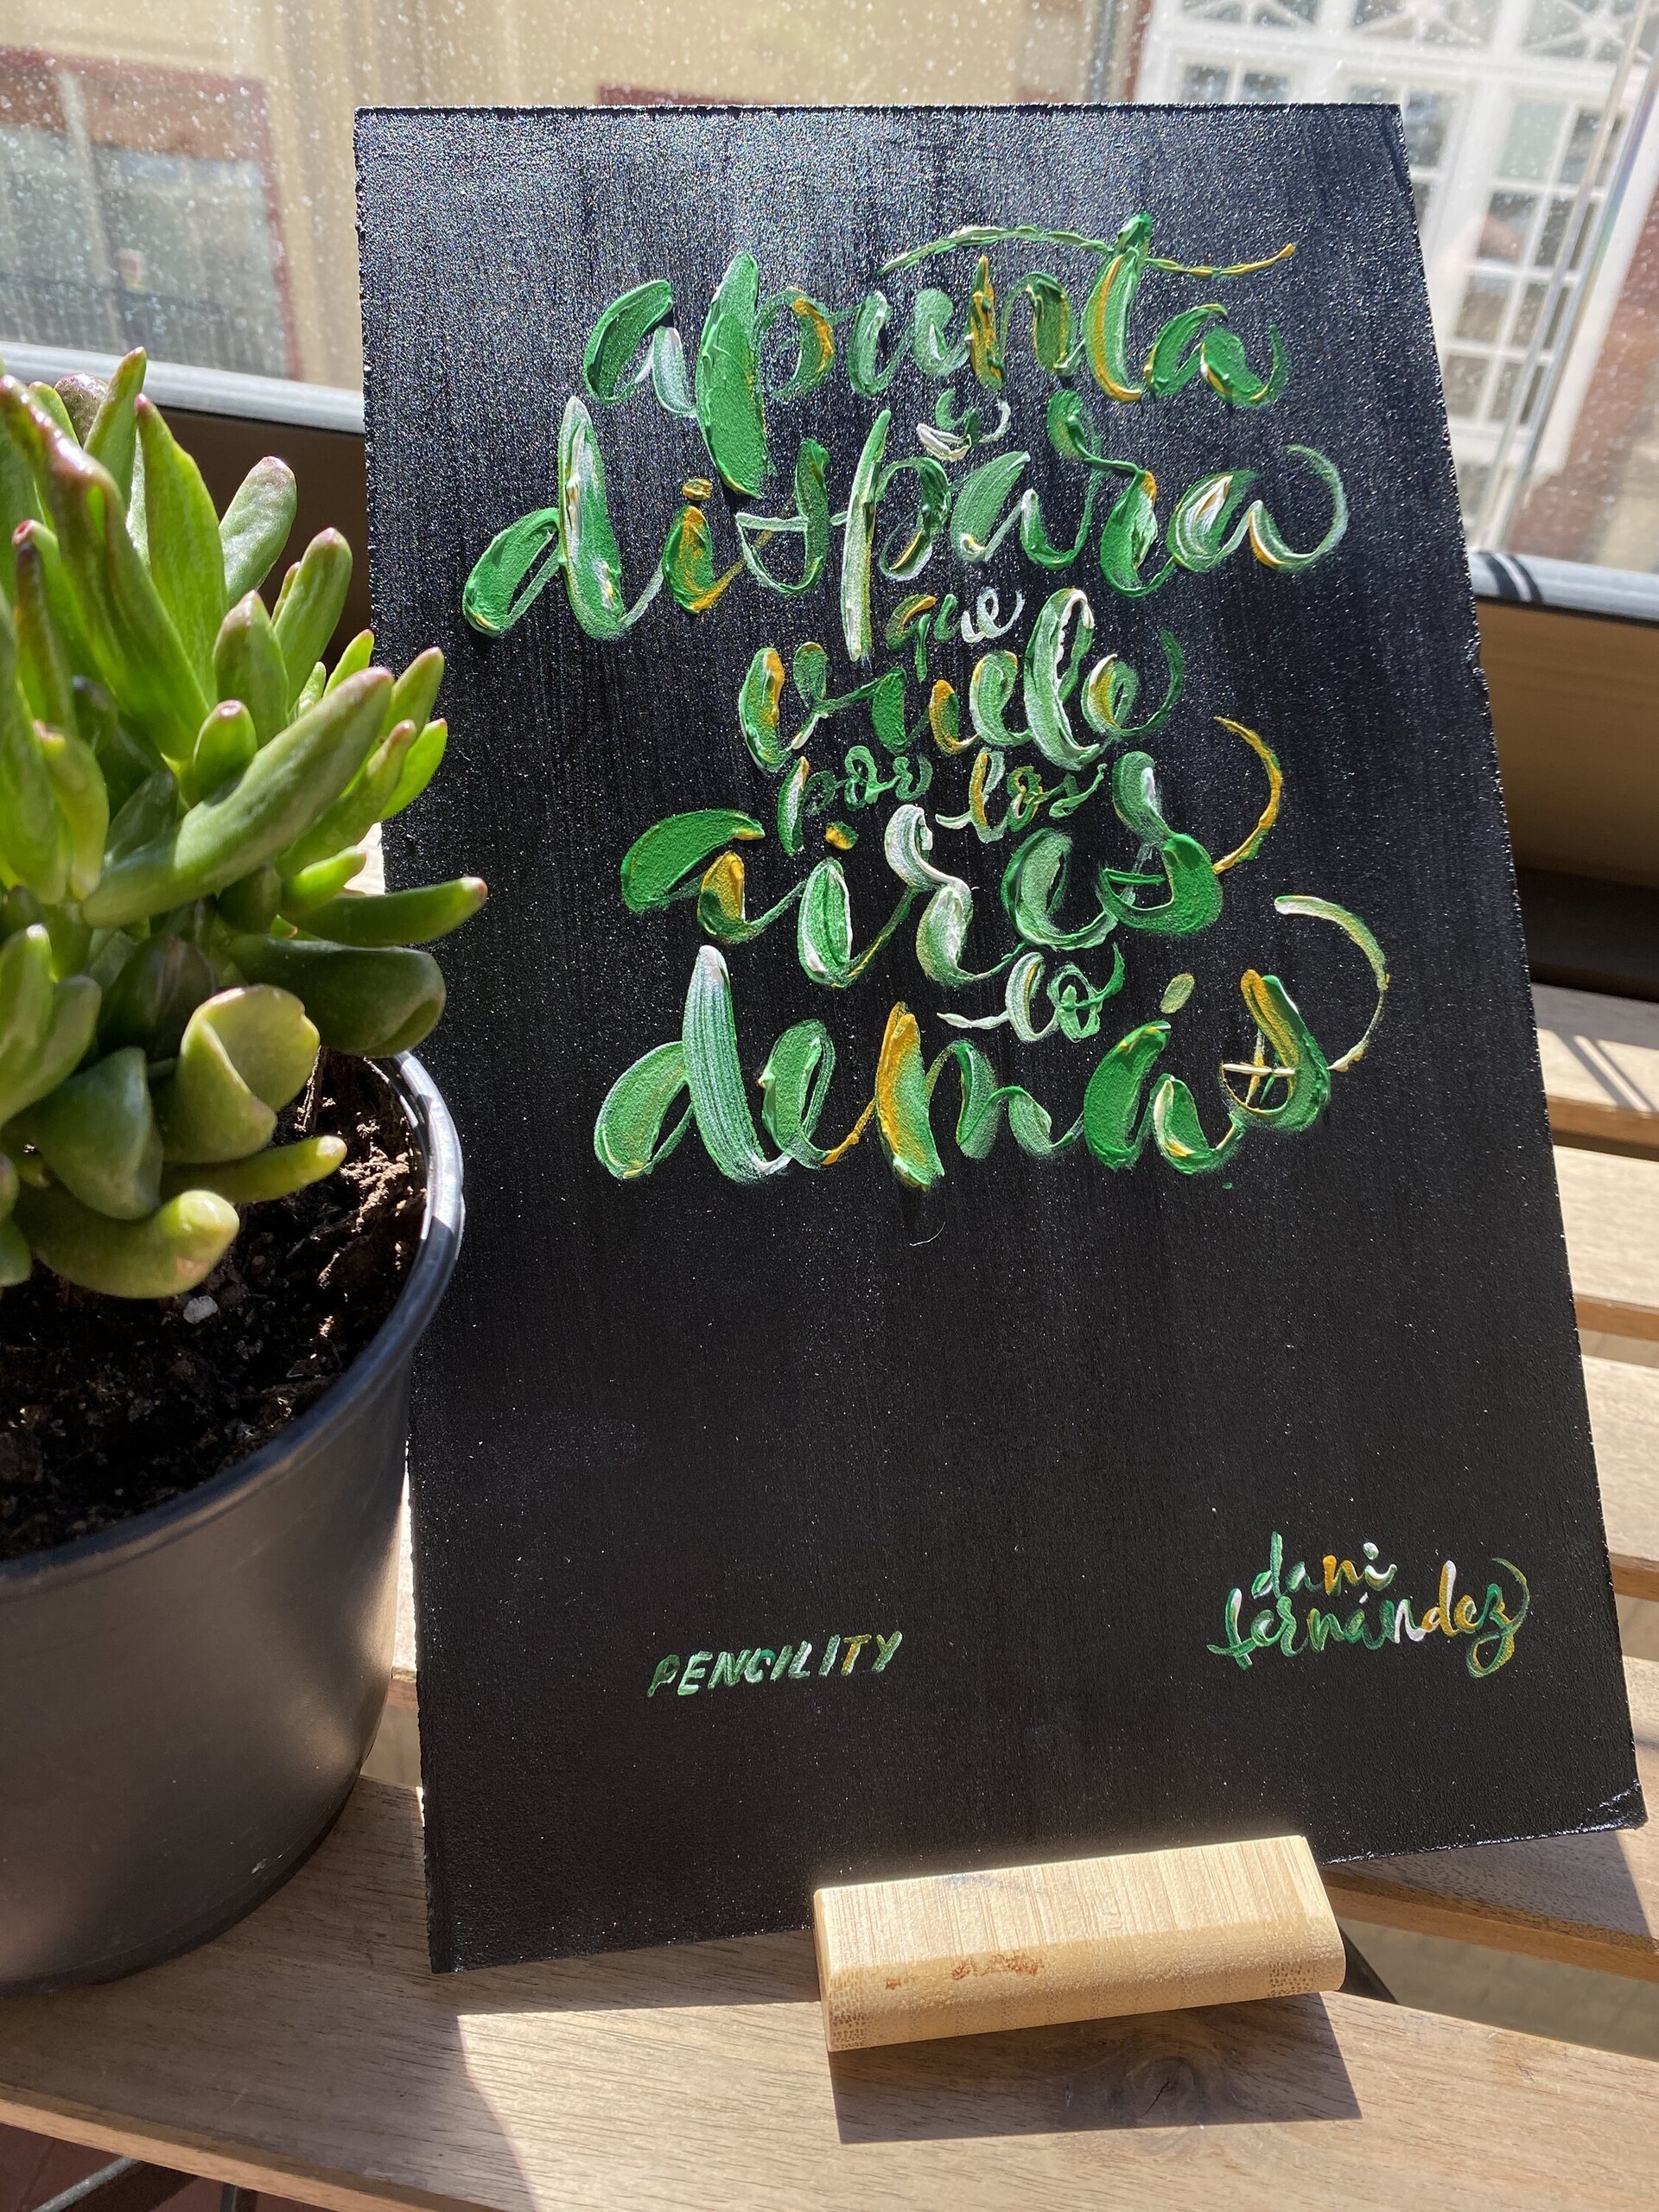 apunta
y
dispara
que
vuele
por los
aires
lo
demás
dani
fernández
PENCILITY